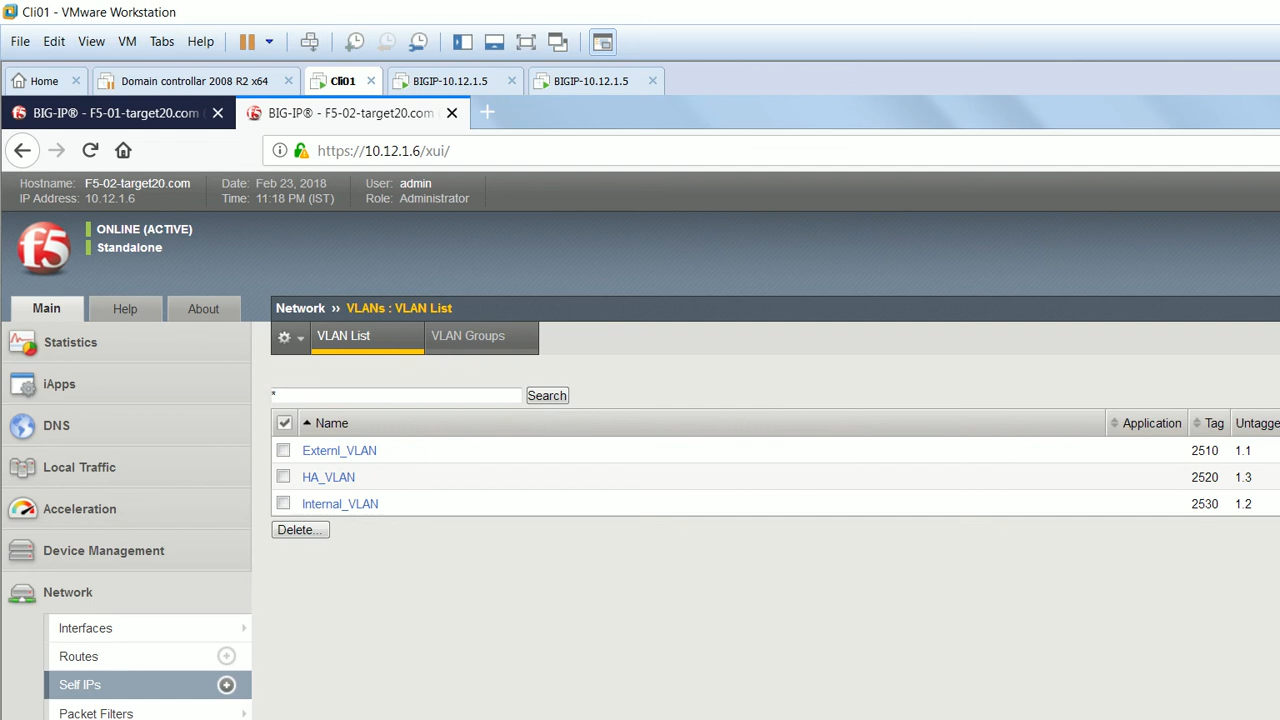 Cli01 - VMware Workstation
File Edit View VM Tabs Help
Home Domain controllar 2008 R2 x64 Cli01 BIGIP-10.12.1.5 BIGIP-10.12.1.5
BIG-IP® - F5-01-target20.com ( BIG-IP® - F5-02-target20.com (
https://10.12.1.6/xui/
Hostname: F5-02-target20.com Date: Feb 23, 2018 User: admin
IP Address: 10.12.1.6 Time: 11:18 PM (IST) Role: Administrator
f5
ONLINE (ACTIVE)
Standalone
Main Help About
Network ›› VLANs : VLAN List
VLAN List VLAN Groups
Statistics
iApps
DNS
Local Traffic
Acceleration
Device Management
Network
Interfaces
Routes
Self IPs
Packet Filters
* Search
Name Application Tag Untagge
Externl_VLAN 2510 1.1
HA_VLAN 2520 1.3
Internal_VLAN 2530 1.2
Delete...